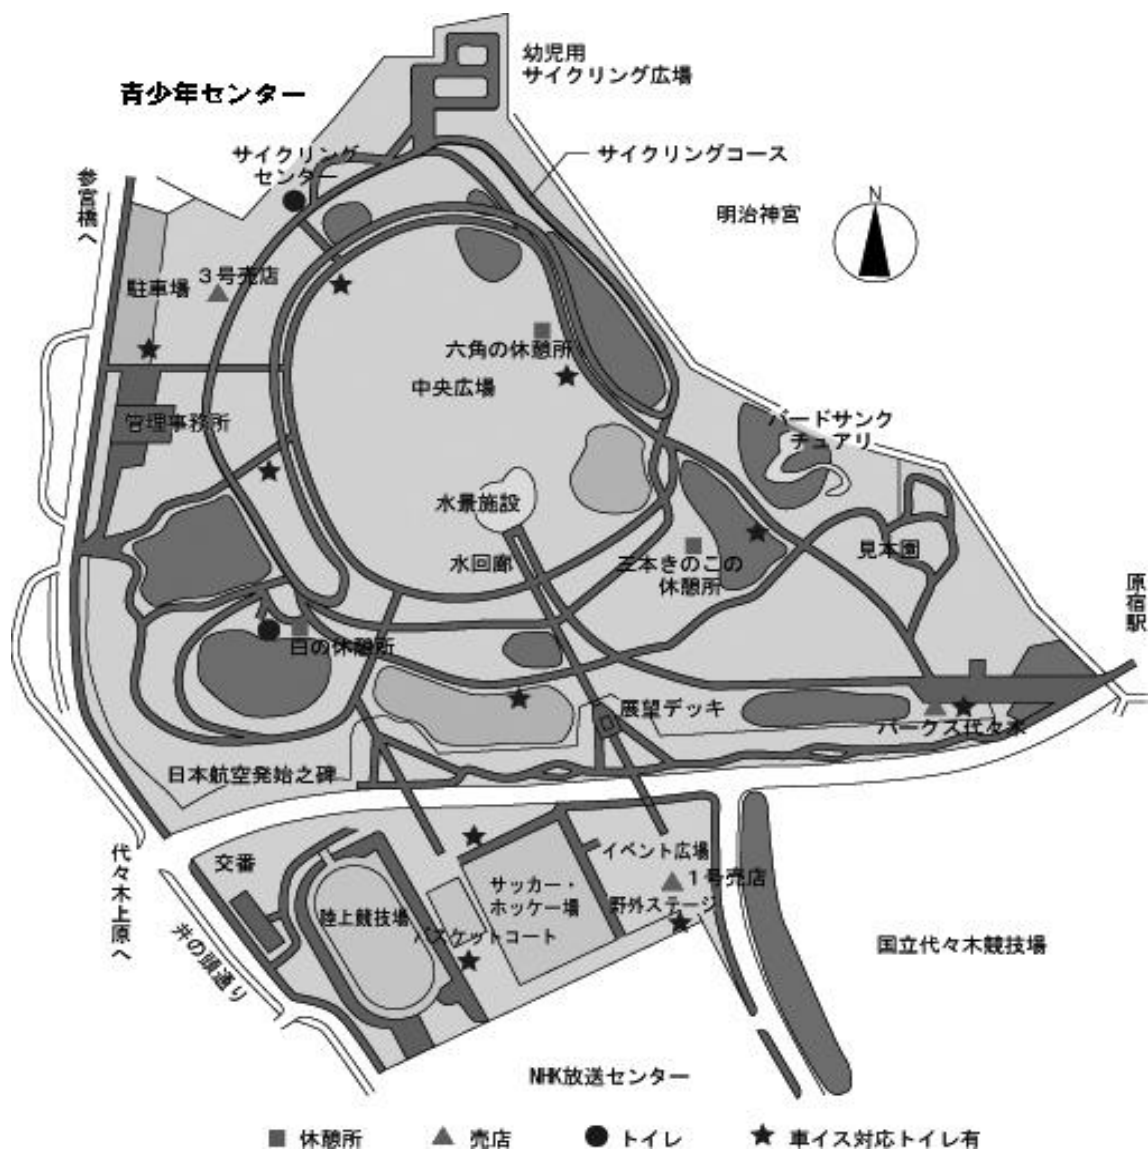 幼児用
サイクリング広場
青少年センター
サイクリング
センター
サイクリングコース
参宮橋へ
明治神宮
N
3号売店
駐車場
六角の休憩所
中央広場
管理事務所
バードサンク
チュアリ
水景施設
水回廊
三本きのこの
休憩所
見本園
原宿駅
白の休憩所
展望デッキ
パークス代々木
日本航空発始之碑
代々木上原へ
交番
イベント広場
1号売店
サッカー・
ホッケー場
野外ステージ
陸上競技場
バスケットコート
井の頭通り
国立代々木競技場
NHK放送センター
休憩所
売店
トイレ
車イス対応トイレ有